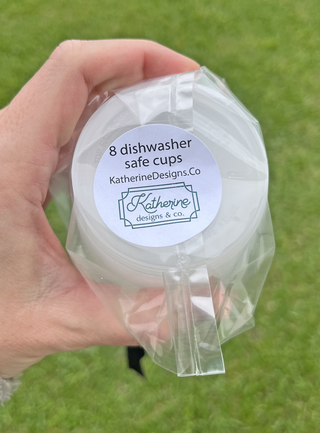 8 dishwasher
safe cups
KatherineDesigns.Co
Katherine
designs & co.